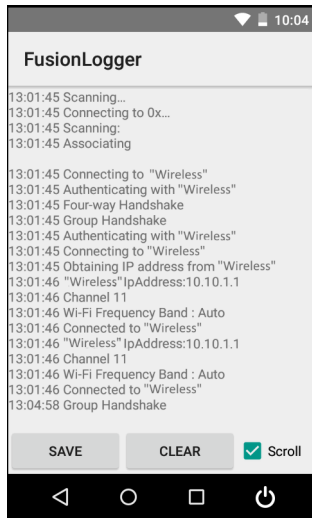 10:04
FusionLogger
13:01:45 Scanning...
13:01:45 Connecting to 0x...
13:01:45 Scanning:
13:01:45 Associating
13:01:45 Connecting to "Wireless"
13:01:45 Authenticating with "Wireless"
13:01:45 Four-way Handshake
13:01:45 Group Handshake
13:01:45 Authenticating with "Wireless"
13:01:45 Connecting to "Wireless"
13:01:45 Obtaining IP address from "Wireless"
13:01:46 "Wireless" IpAddress:10.10.1.1
13:01:46 Channel 11
13:01:46 Wi-Fi Frequency Band : Auto
13:01:46 Connected to "Wireless"
13:01:46 "Wireless" IpAddress:10.10.1.1
13:01:46 Channel 11
13:01:46 Wi-Fi Frequency Band : Auto
13:01:46 Connected to "Wireless"
13:04:58 Group Handshake
SAVE CLEAR Scroll